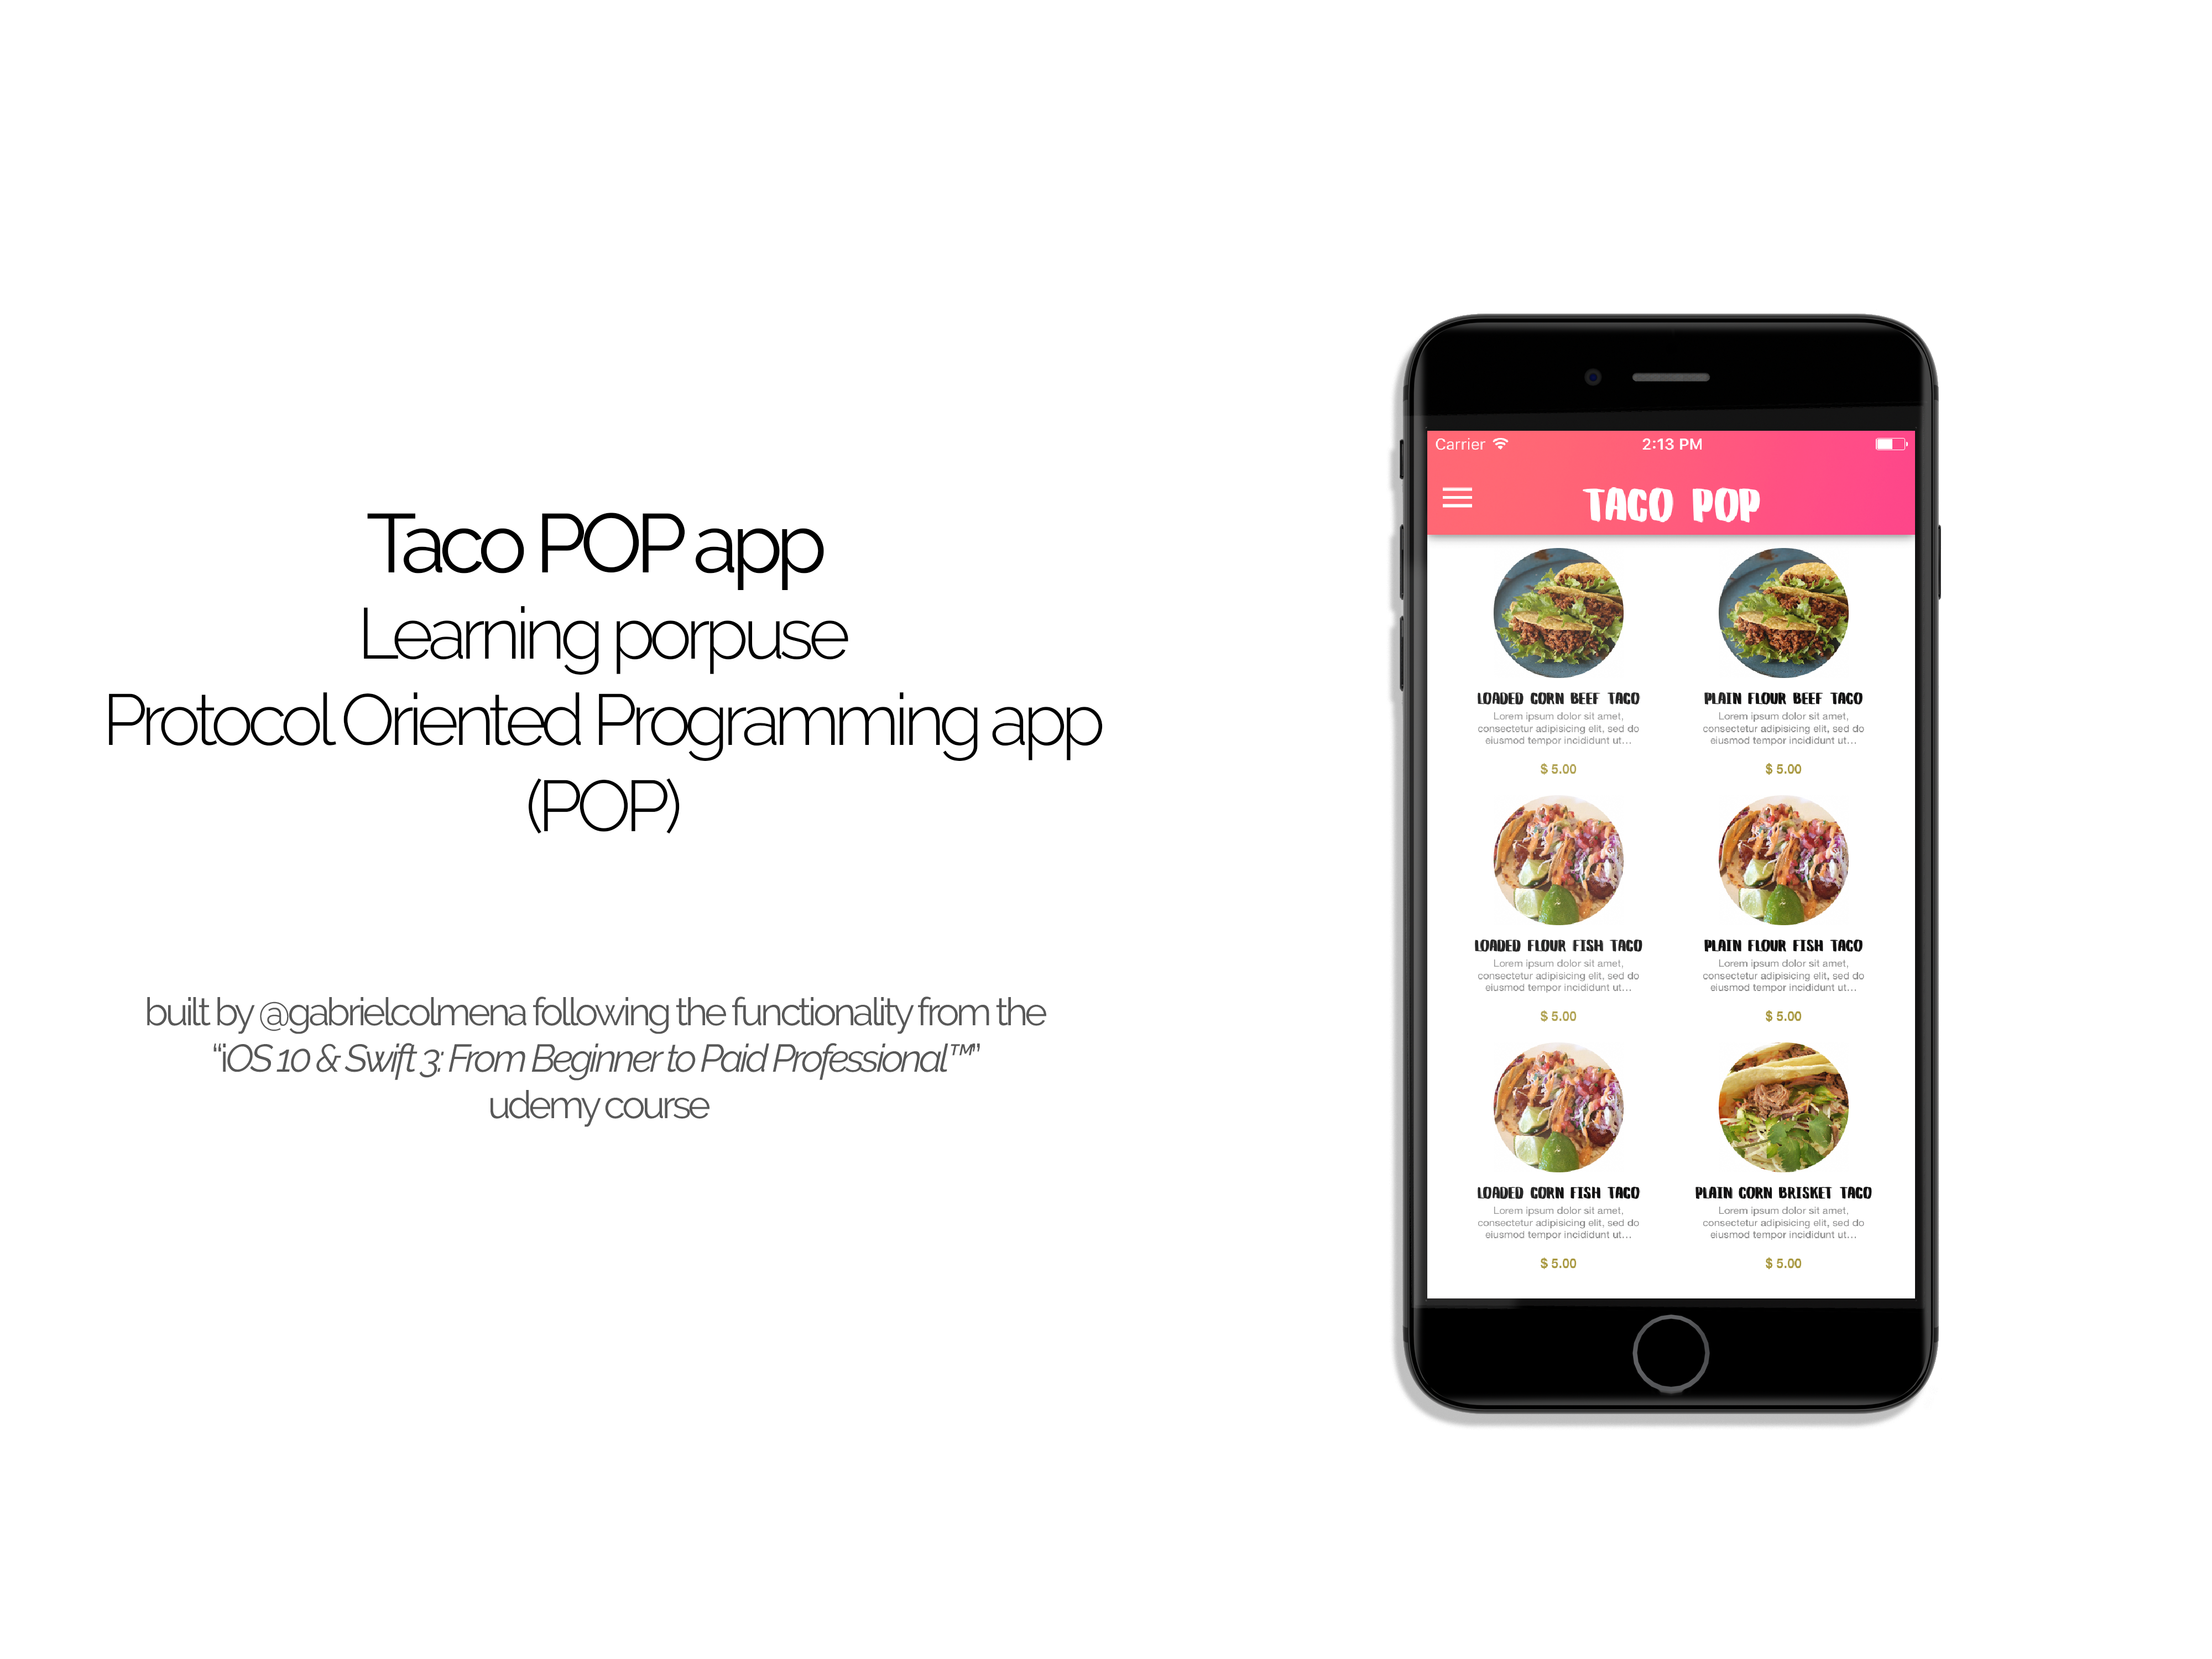 Taco POP app
Learning porpuse
Protocol Oriented Programming app
(POP)
built by @gabrielcolmena following the functionality from the
“iOS 10 & Swift 3: From Beginner to Paid Professional™”
udemy course
Carrier 2:13 PM
TACO POP
LOADED CORN BEEF TACO
Lorem ipsum dolor sit amet,
consectetur adipisicing elit, sed do
eiusmod tempor incididunt ut...
$ 5.00
PLAIN FLOUR BEEF TACO
Lorem ipsum dolor sit amet,
consectetur adipisicing elit, sed do
eiusmod tempor incididunt ut...
$ 5.00
LOADED FLOUR FISH TACO
Lorem ipsum dolor sit amet,
consectetur adipisicing elit, sed do
eiusmod tempor incididunt ut...
$ 5.00
PLAIN FLOUR FISH TACO
Lorem ipsum dolor sit amet,
consectetur adipisicing elit, sed do
eiusmod tempor incididunt ut...
$ 5.00
LOADED CORN FISH TACO
Lorem ipsum dolor sit amet,
consectetur adipisicing elit, sed do
eiusmod tempor incididunt ut...
$ 5.00
PLAIN CORN BRISKET TACO
Lorem ipsum dolor sit amet,
consectetur adipisicing elit, sed do
eiusmod tempor incididunt ut...
$ 5.00